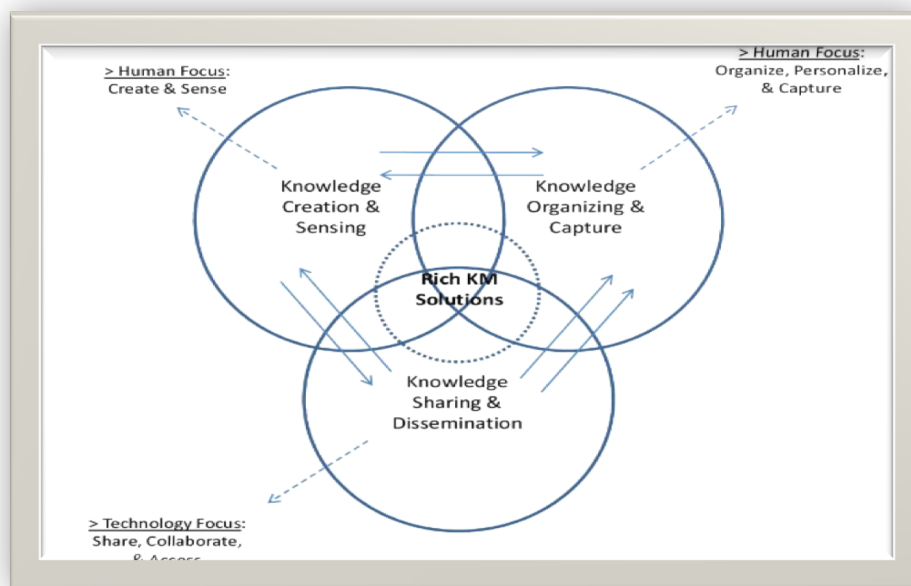 > Human Focus:
Create & Sense
> Human Focus:
Organize, Personalize,
& Capture
Knowledge
Creation &
Sensing
Knowledge
Organizing &
Capture
Rich KM
Solutions
Knowledge
Sharing &
Dissemination
> Technology Focus:
Share, Collaborate,
& Access